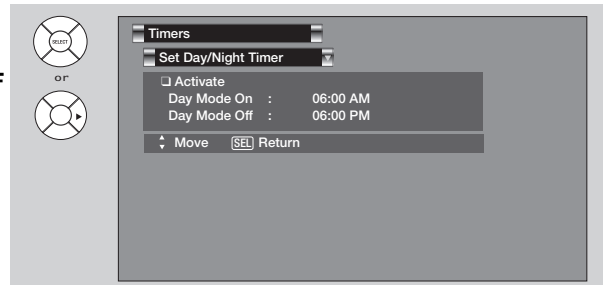 SELECT
or
Timers
Set Day/Night Timer
❑ Activate
Day Mode On : 06:00 AM
Day Mode Off : 06:00 PM
Move SEL Return